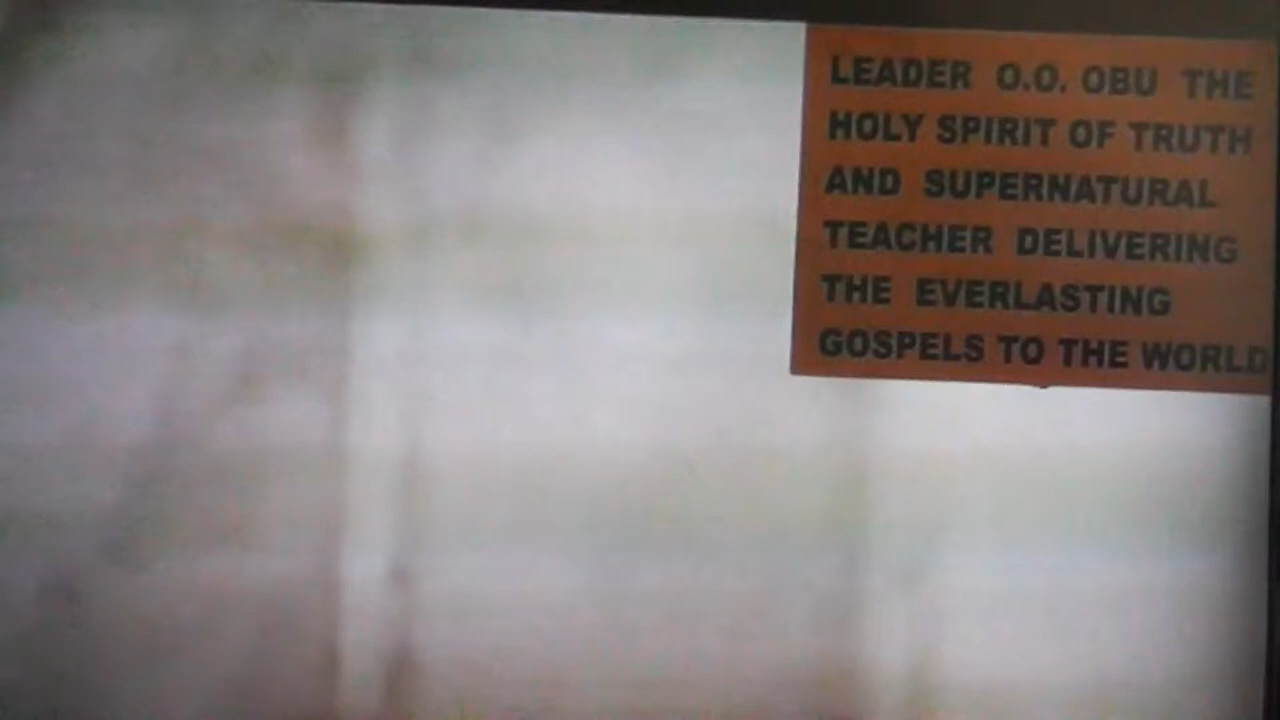 LEADER O.O. OBU THE
HOLY SPIRIT OF TRUTH
AND SUPERNATURAL
TEACHER DELIVERING
THE EVERLASTING
GOSPELS TO THE WORLD